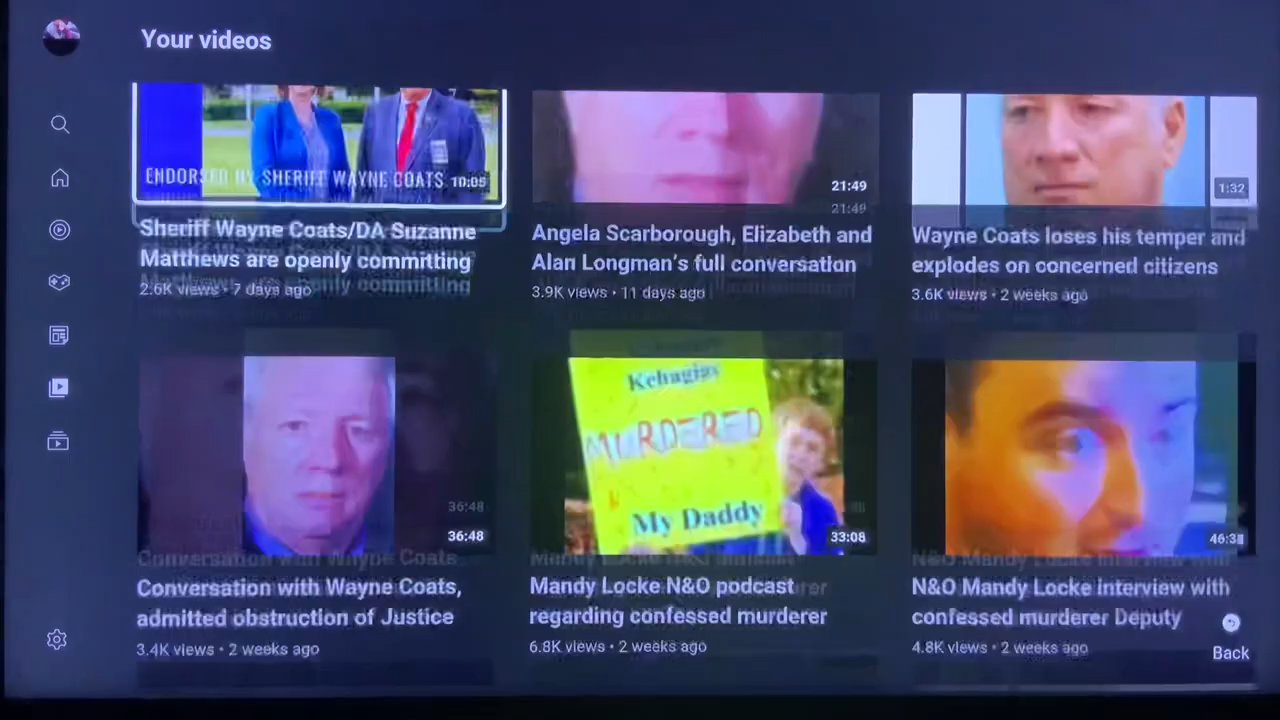 Your videos
ENDORSED BY SHERIFF WAYNE COATS
10:05
21:49
21:49
1:32
Sheriff Wayne Coats/DA Suzanne
Matthews are openly committing
2.6K views • 7 days ago
Angela Scarborough, Elizabeth and
Alan Longman's full conversation
3.9K views • 11 days ago
Wayne Coats loses his temper and
explodes on concerned citizens
3.6K views • 2 weeks ago
36:48
36:48
Kehagias
MURDERED
My Daddy
33:08
Conversation with Wayne Coats,
admitted obstruction of Justice
3.4K views • 2 weeks ago
Mandy Locke N&O podcast
regarding confessed murderer
6.8K views • 2 weeks ago
N&O Mandy Locke interview with
confessed murderer Deputy
4.8K views • 2 weeks ago
Back